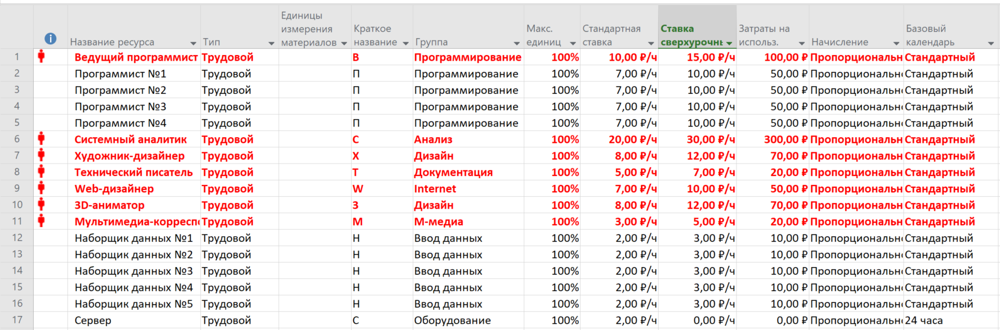 Название ресурса Тип Единицы измерения материалов Краткое название Группа Макс. единиц Стандартная ставка Ставка сверхурочны Затраты на использ. Начисление Базовый календарь
1 Ведущий программист Трудовой В Программирование 100% 10,00 ₽/ч 15,00 ₽/ч 100,00 ₽ Пропорциональн Стандартный
2 Программист №1 Трудовой П Программирование 100% 7,00 ₽/ч 10,00 ₽/ч 50,00 ₽ Пропорционально Стандартный
3 Программист №2 Трудовой П Программирование 100% 7,00 ₽/ч 10,00 ₽/ч 50,00 ₽ Пропорционально Стандартный
4 Программист №3 Трудовой П Программирование 100% 7,00 ₽/ч 10,00 ₽/ч 50,00 ₽ Пропорционально Стандартный
5 Программист №4 Трудовой П Программирование 100% 7,00 ₽/ч 10,00 ₽/ч 50,00 ₽ Пропорционально Стандартный
6 Системный аналитик Трудовой С Анализ 100% 20,00 ₽/ч 30,00 ₽/ч 300,00 ₽ Пропорциональн Стандартный
7 Художник-дизайнер Трудовой Х Дизайн 100% 8,00 ₽/ч 12,00 ₽/ч 70,00 ₽ Пропорциональн Стандартный
8 Технический писатель Трудовой Т Документация 100% 5,00 ₽/ч 7,00 ₽/ч 20,00 ₽ Пропорциональн Стандартный
9 Web-дизайнер Трудовой W Internet 100% 7,00 ₽/ч 10,00 ₽/ч 50,00 ₽ Пропорциональн Стандартный
10 3D-аниматор Трудовой 3 Дизайн 100% 8,00 ₽/ч 12,00 ₽/ч 70,00 ₽ Пропорциональн Стандартный
11 Мультимедиа-корреспо Трудовой М М-медиа 100% 3,00 ₽/ч 5,00 ₽/ч 20,00 ₽ Пропорциональн Стандартный
12 Наборщик данных №1 Трудовой Н Ввод данных 100% 2,00 ₽/ч 3,00 ₽/ч 10,00 ₽ Пропорционально Стандартный
13 Наборщик данных №2 Трудовой Н Ввод данных 100% 2,00 ₽/ч 3,00 ₽/ч 10,00 ₽ Пропорционально Стандартный
14 Наборщик данных №3 Трудовой Н Ввод данных 100% 2,00 ₽/ч 3,00 ₽/ч 10,00 ₽ Пропорционально Стандартный
15 Наборщик данных №4 Трудовой Н Ввод данных 100% 2,00 ₽/ч 3,00 ₽/ч 10,00 ₽ Пропорционально Стандартный
16 Наборщик данных №5 Трудовой Н Ввод данных 100% 2,00 ₽/ч 3,00 ₽/ч 10,00 ₽ Пропорционально Стандартный
17 Сервер Трудовой С Оборудование 100% 2,00 ₽/ч 0,00 ₽/ч 0,00 ₽ Пропорционально 24 часа